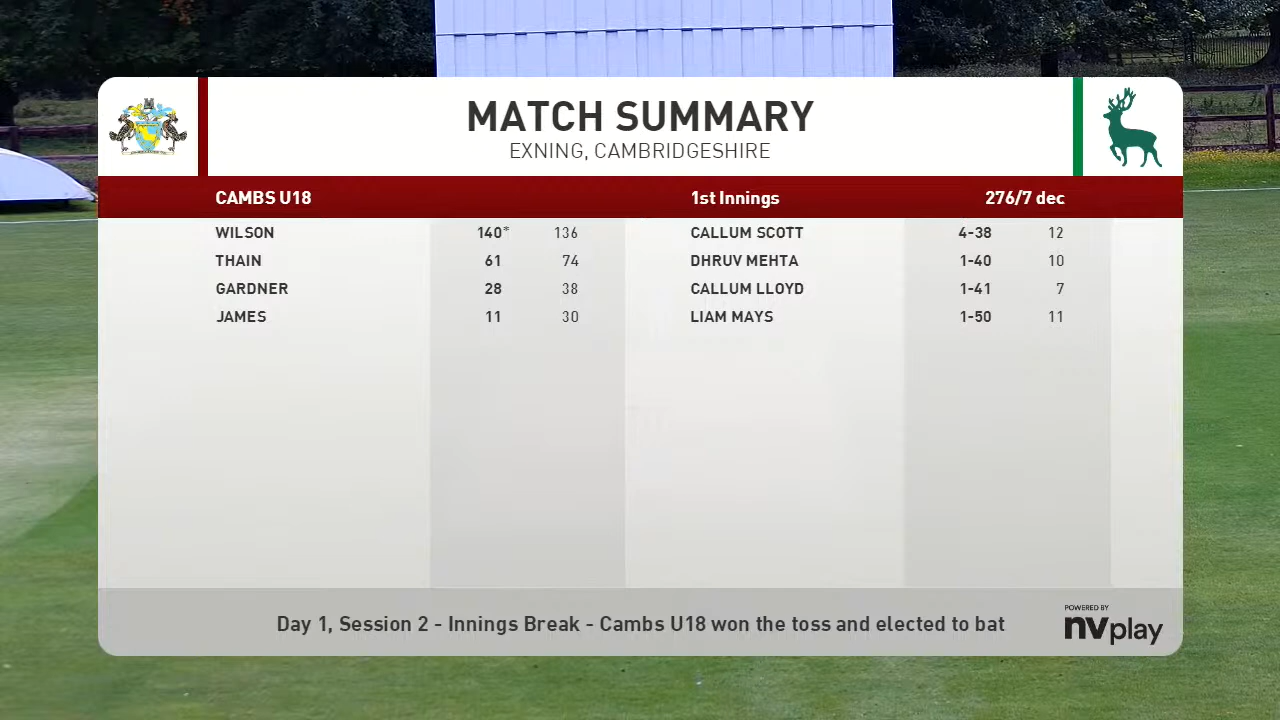 MATCH SUMMARY
EXNING, CAMBRIDGESHIRE
CAMBS U18 1st Innings 276/7 dec
WILSON 140* 136 CALLUM SCOTT 4-38 12
THAIN 61 74 DHRUV MEHTA 1-40 10
GARDNER 28 38 CALLUM LLOYD 1-41 7
JAMES 11 30 LIAM MAYS 1-50 11
Day 1, Session 2 - Innings Break - Cambs U18 won the toss and elected to bat
POWERED BY
nvplay